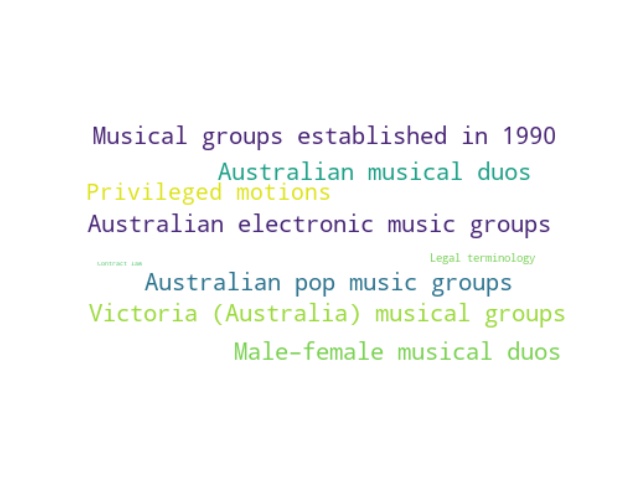 Musical groups established in 1990
Australian musical duos
Privileged motions
Australian electronic music groups
Legal terminology
Contract law
Australian pop music groups
Victoria (Australia) musical groups
Male–female musical duos